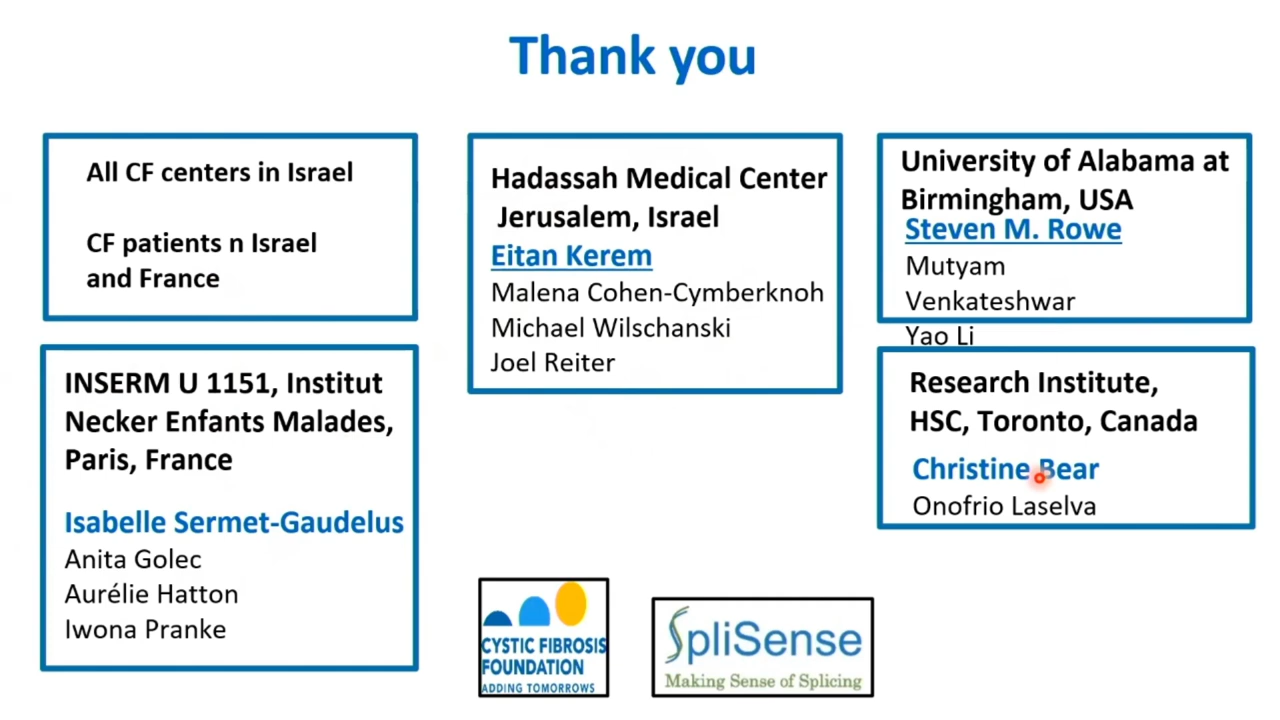 Thank you
All CF centers in Israel
CF patients n Israel
and France
INSERM U 1151, Institut
Necker Enfants Malades,
Paris, France
Isabelle Sermet-Gaudelus
Anita Golec
Aurélie Hatton
Iwona Pranke
Hadassah Medical Center
Jerusalem, Israel
Eitan Kerem
Malena Cohen-Cymberknoh
Michael Wilschanski
Joel Reiter
University of Alabama at
Birmingham, USA
Steven M. Rowe
Mutyam
Venkateshwar
Yao Li
Research Institute,
HSC, Toronto, Canada
Christine Bear
Onofrio Laselva
CYSTIC FIBROSIS
FOUNDATION
ADDING TOMORROWS
SpliSense
Making Sense of Splicing